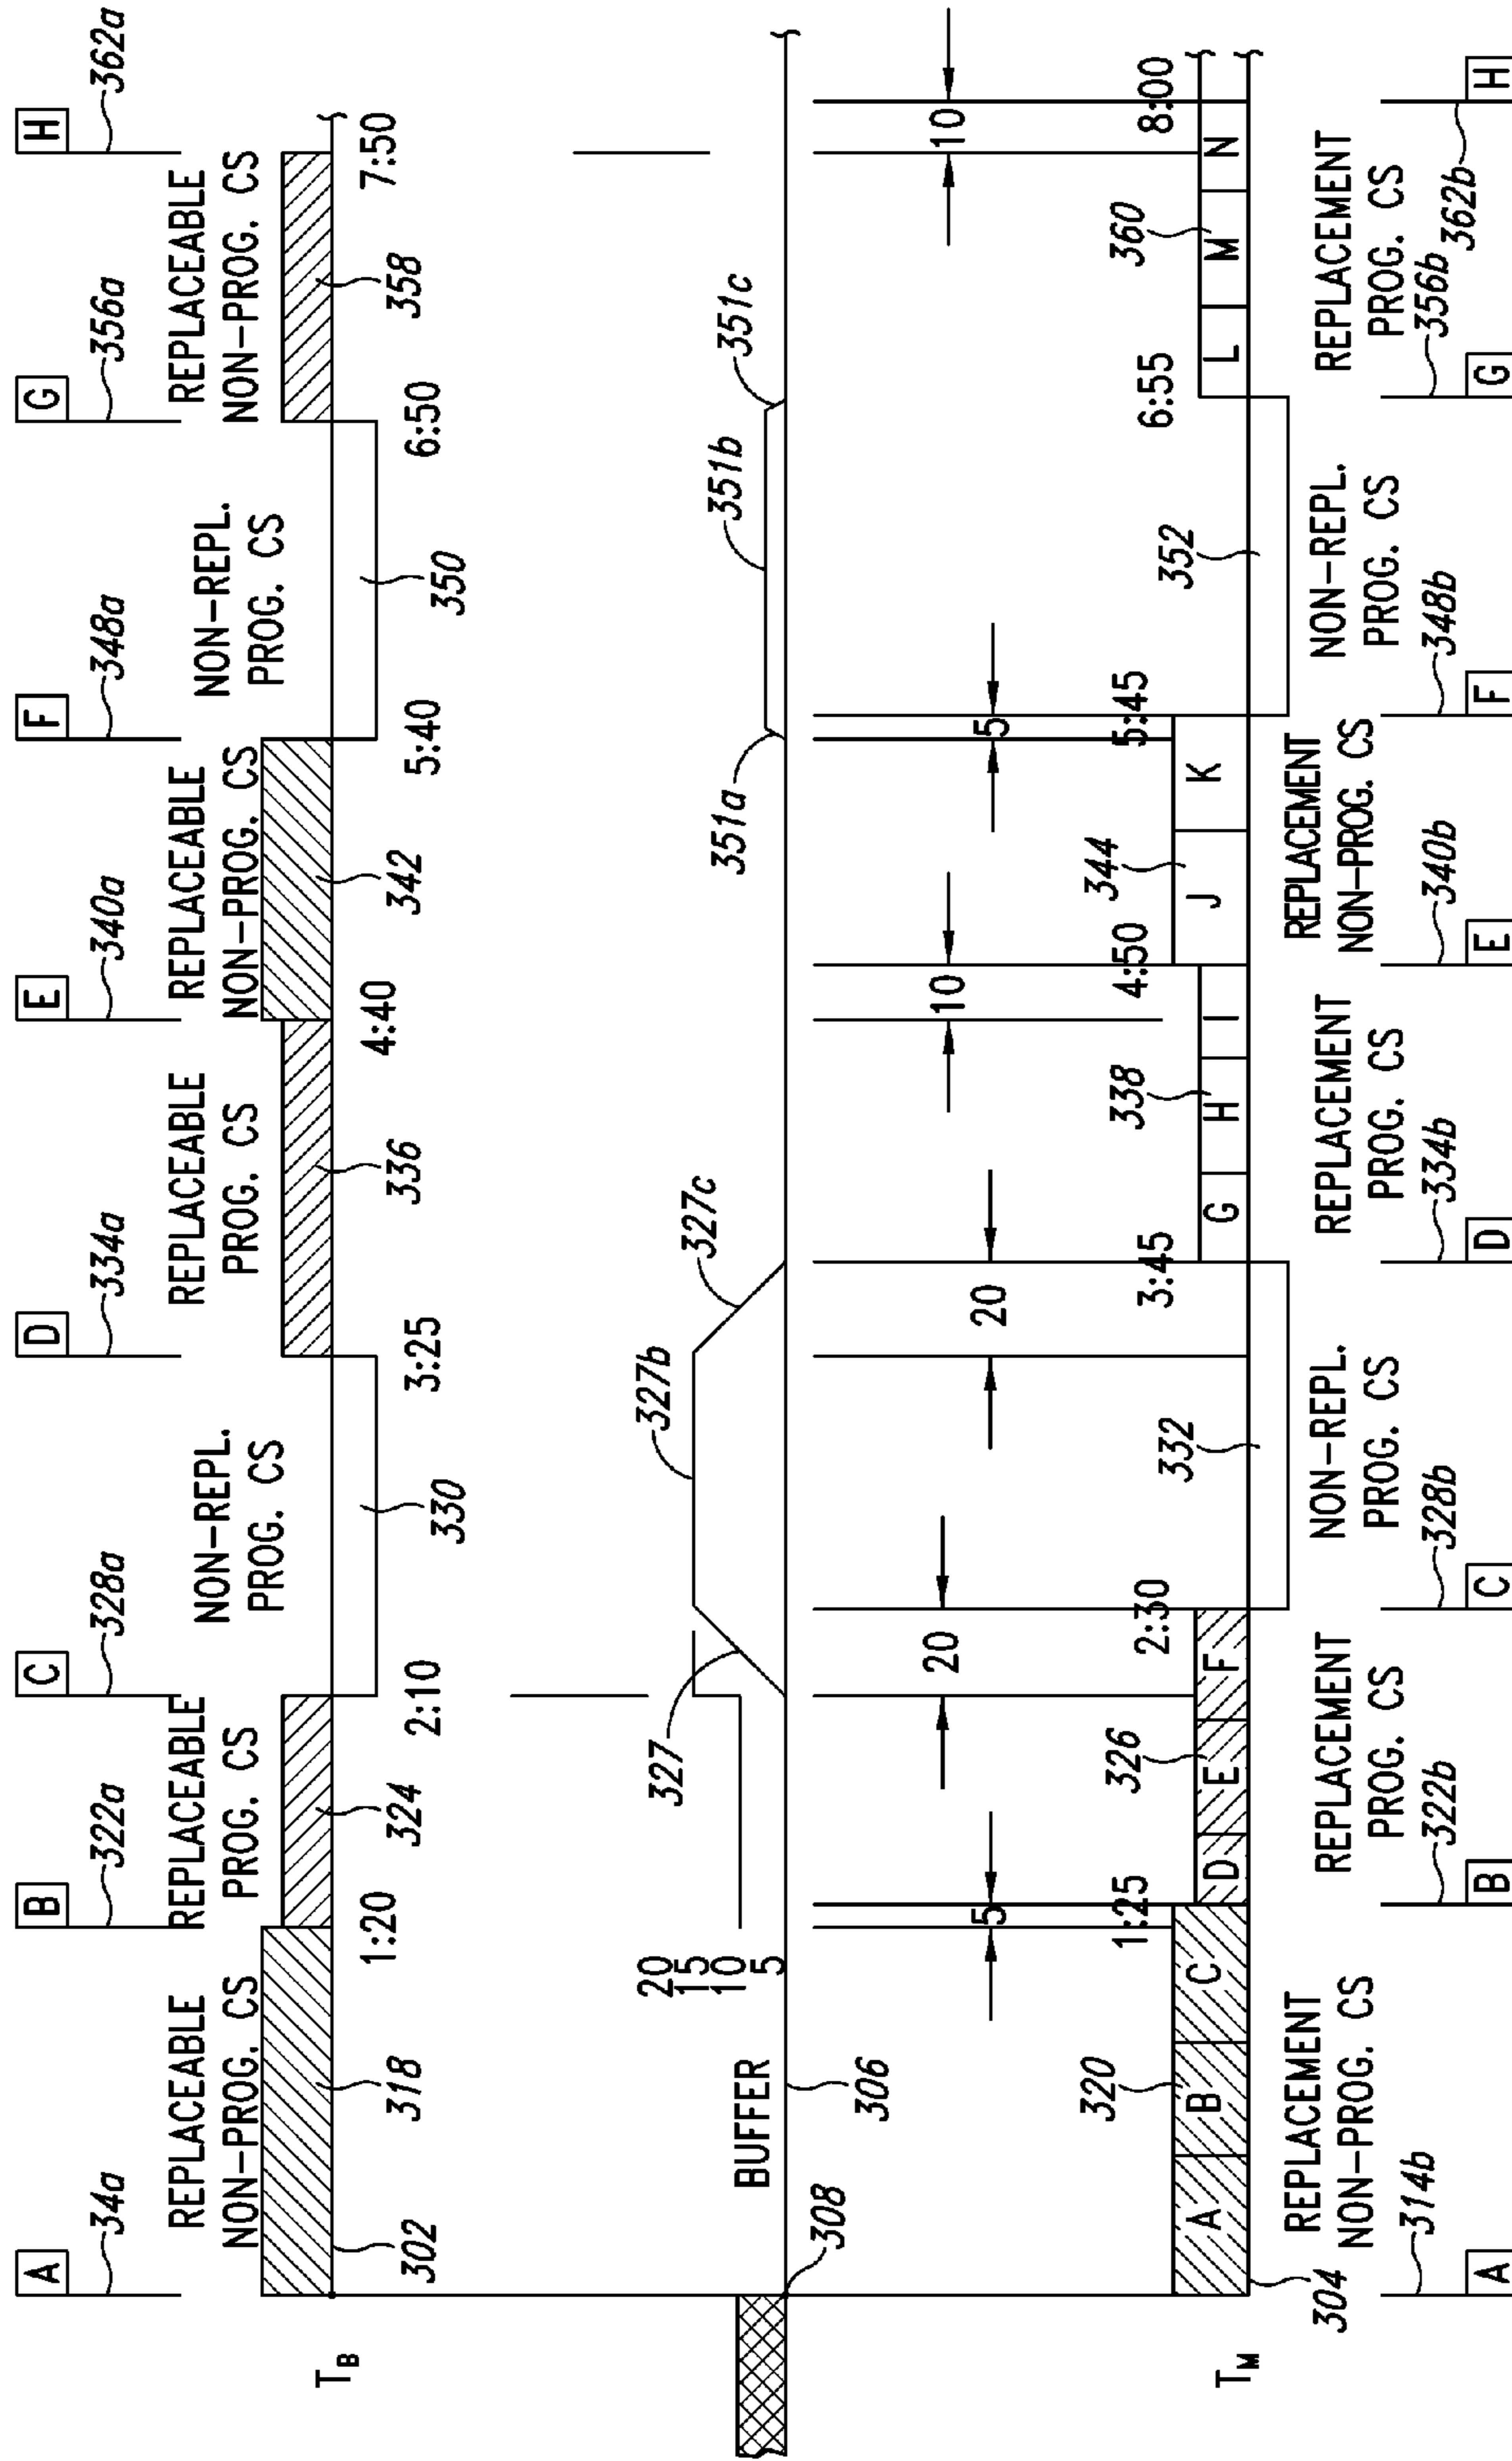 A
B
C
D
E
F
G
H
34a
322a
328a
334a
340a
348a
356a
362a
REPLACEABLE
NON-PROG. CS
REPLACEABLE
PROG. CS
NON-REPL.
PROG. CS
REPLACEABLE
PROG. CS
REPLACEABLE
NON-PROG. CS
NON-REPL.
PROG. CS
REPLACEABLE
NON-PROG. CS
TB
302
318
1:20
324
2:10
330
3:25
336
4:40
342
5:40
350
6:50
358
7:50
BUFFER
20
15
10
5
327
327b
327c
351a
351b
351c
308
306
5
20
20
10
5
10
320
1:25
326
2:30
332
3:45
338
4:50
344
5:45
352
6:55
360
8:00
TM
A
B
C
D
E
F
G
H
I
J
K
L
M
N
304
REPLACEMENT
NON-PROG. CS
REPLACEMENT
PROG. CS
NON-REPL.
PROG. CS
REPLACEMENT
PROG. CS
REPLACEMENT
NON-PROG. CS
NON-REPL.
PROG. CS
REPLACEMENT
PROG. CS
314b
322b
328b
334b
340b
348b
356b
362b
A
B
C
D
E
F
G
H